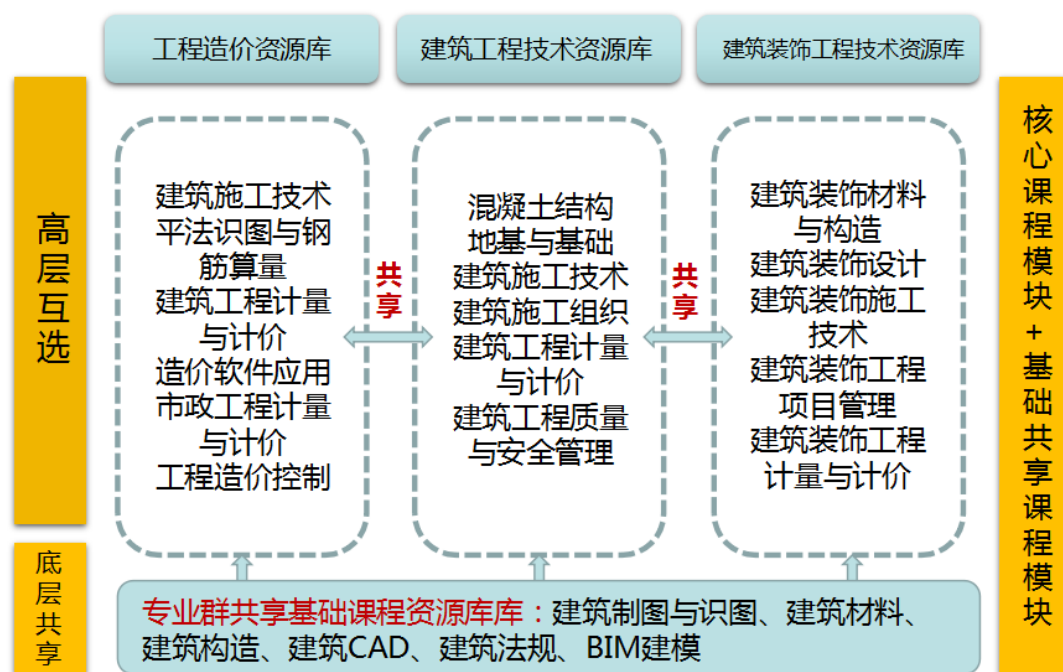 工程造价资源库
建筑工程技术资源库
建筑装饰工程技术资源库
高层互选
建筑施工技术
平法识图与钢
筋算量
建筑工程计量
与计价
造价软件应用
市政工程计量
与计价
工程造价控制
共享
混凝土结构
地基与基础
建筑施工技术
建筑施工组织
建筑工程计量
与计价
建筑工程质量
与安全管理
共享
建筑装饰材料
与构造
建筑装饰设计
建筑装饰施工
技术
建筑装饰工程
项目管理
建筑装饰工程
计量与计价
核心课程模块+基础共享课程模块
底层共享
专业群共享基础课程资源库库：建筑制图与识图、建筑材料、
建筑构造、建筑CAD、建筑法规、BIM建模